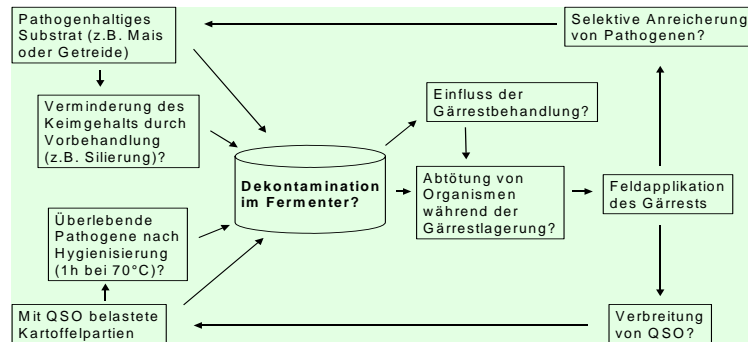 Pathogenhaltiges
Substrat (z.B. Mais
oder Getreide)
Selektive Anreicherung
von Pathogenen?
Verminderung des
Keimgehalts durch
Vorbehandlung
(z.B. Silierung)?
Einfluss der
Gärrestbehandlung?
Dekontamination
im Fermenter?
Abtötung von
Organismen
während der
Gärrestlagerung?
Feldapplikation
des Gärrests
Überlebende
Pathogene nach
Hygienisierung
(1h bei 70°C)?
Mit QSO belastete
Kartoffelpartien
Verbreitung
von QSO?